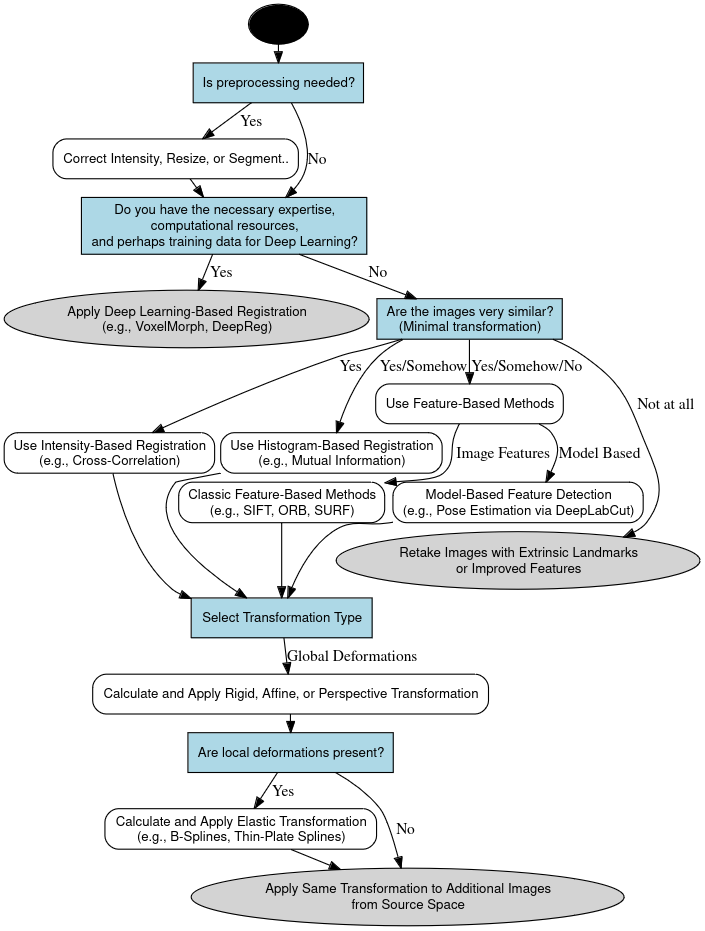 Is preprocessing needed?
Yes
Correct Intensity, Resize, or Segment..
No
Do you have the necessary expertise,
computational resources,
and perhaps training data for Deep Learning?
Yes
No
Apply Deep Learning-Based Registration
(e.g., VoxelMorph, DeepReg)
Are the images very similar?
(Minimal transformation)
Yes
Yes/Somehow
Yes/Somehow/No
Not at all
Use Feature-Based Methods
Use Intensity-Based Registration
(e.g., Cross-Correlation)
Use Histogram-Based Registration
(e.g., Mutual Information)
Image Features
Model Based
Classic Feature-Based Methods
(e.g., SIFT, ORB, SURF)
Model-Based Feature Detection
(e.g., Pose Estimation via DeepLabCut)
Retake Images with Extrinsic Landmarks
or Improved Features
Select Transformation Type
Global Deformations
Calculate and Apply Rigid, Affine, or Perspective Transformation
Are local deformations present?
Yes
Calculate and Apply Elastic Transformation
(e.g., B-Splines, Thin-Plate Splines)
No
Apply Same Transformation to Additional Images
from Source Space